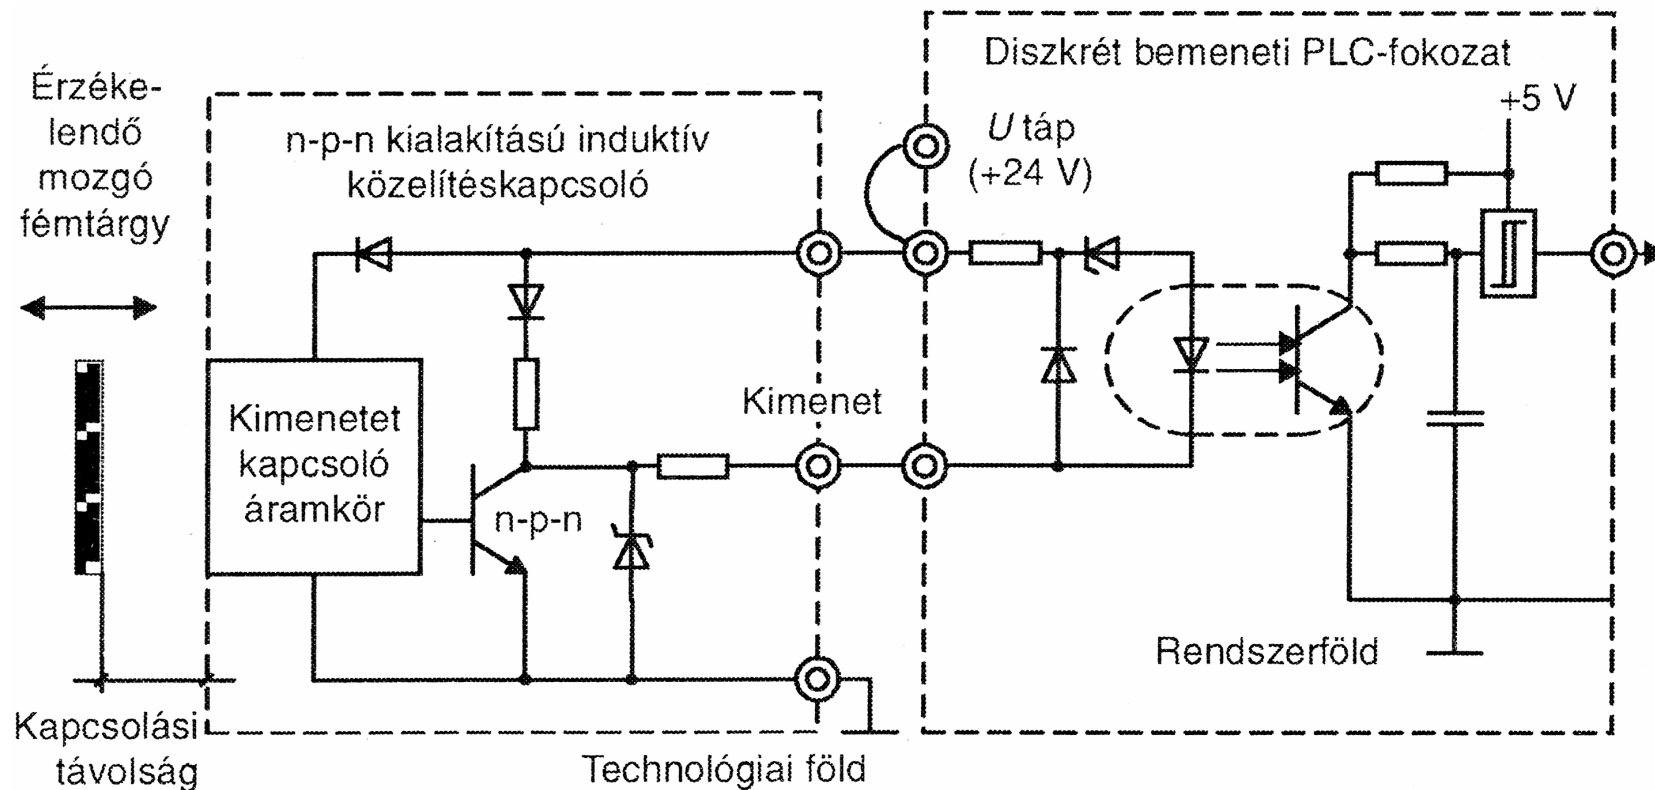 Érzéke-
lendő
mozgó
fémtárgy
n-p-n kialakítású induktív
közelítéskapcsoló
Diszkrét bemeneti PLC-fokozat
U táp
(+24 V)
+5 V
Kimenetet
kapcsoló
áramkör
n-p-n
Kimenet
Rendszerföld
Kapcsolási
távolság
Technológiai föld